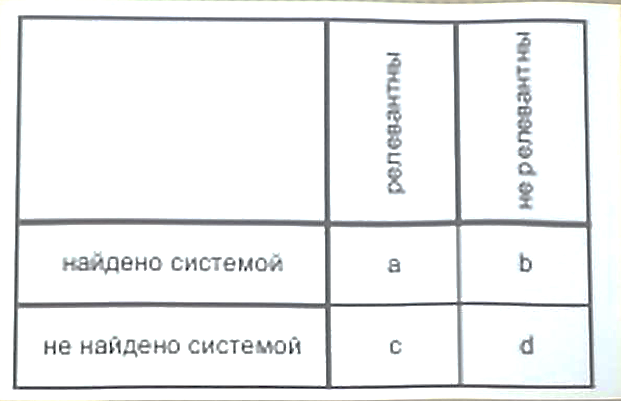 релевантны
не релевантны
найдено системой
a
b
не найдено системой
c
d